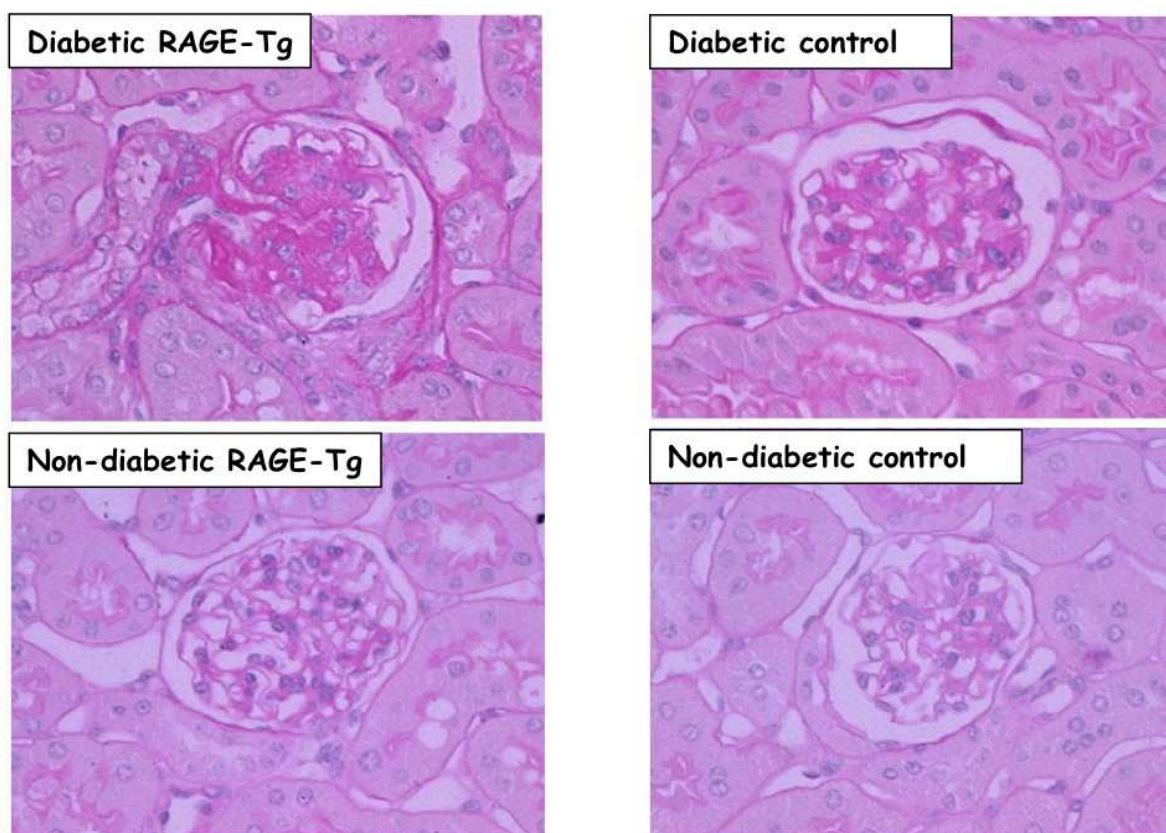 Diabetic RAGE-Tg
Diabetic control
Non-diabetic RAGE-Tg
Non-diabetic control